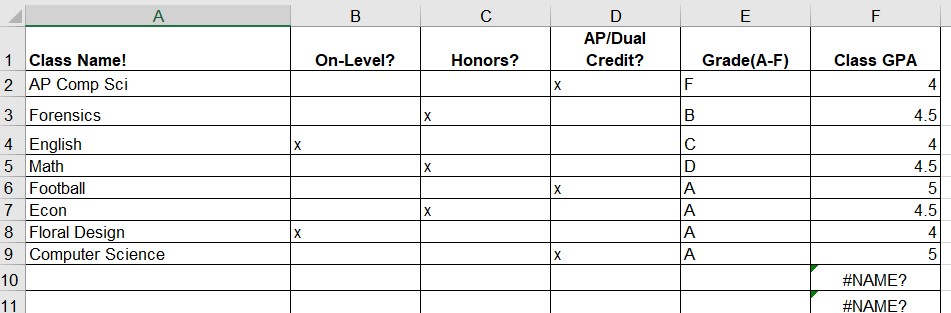 A B C D E F
1 Class Name! On-Level? Honors? AP/Dual Credit? Grade(A-F) Class GPA
2 AP Comp Sci x F 4
3 Forensics x B 4.5
4 English x C 4
5 Math x D 4.5
6 Football x A 5
7 Econ x A 4.5
8 Floral Design x A 4
9 Computer Science x A 5
10 #NAME?
11 #NAME?